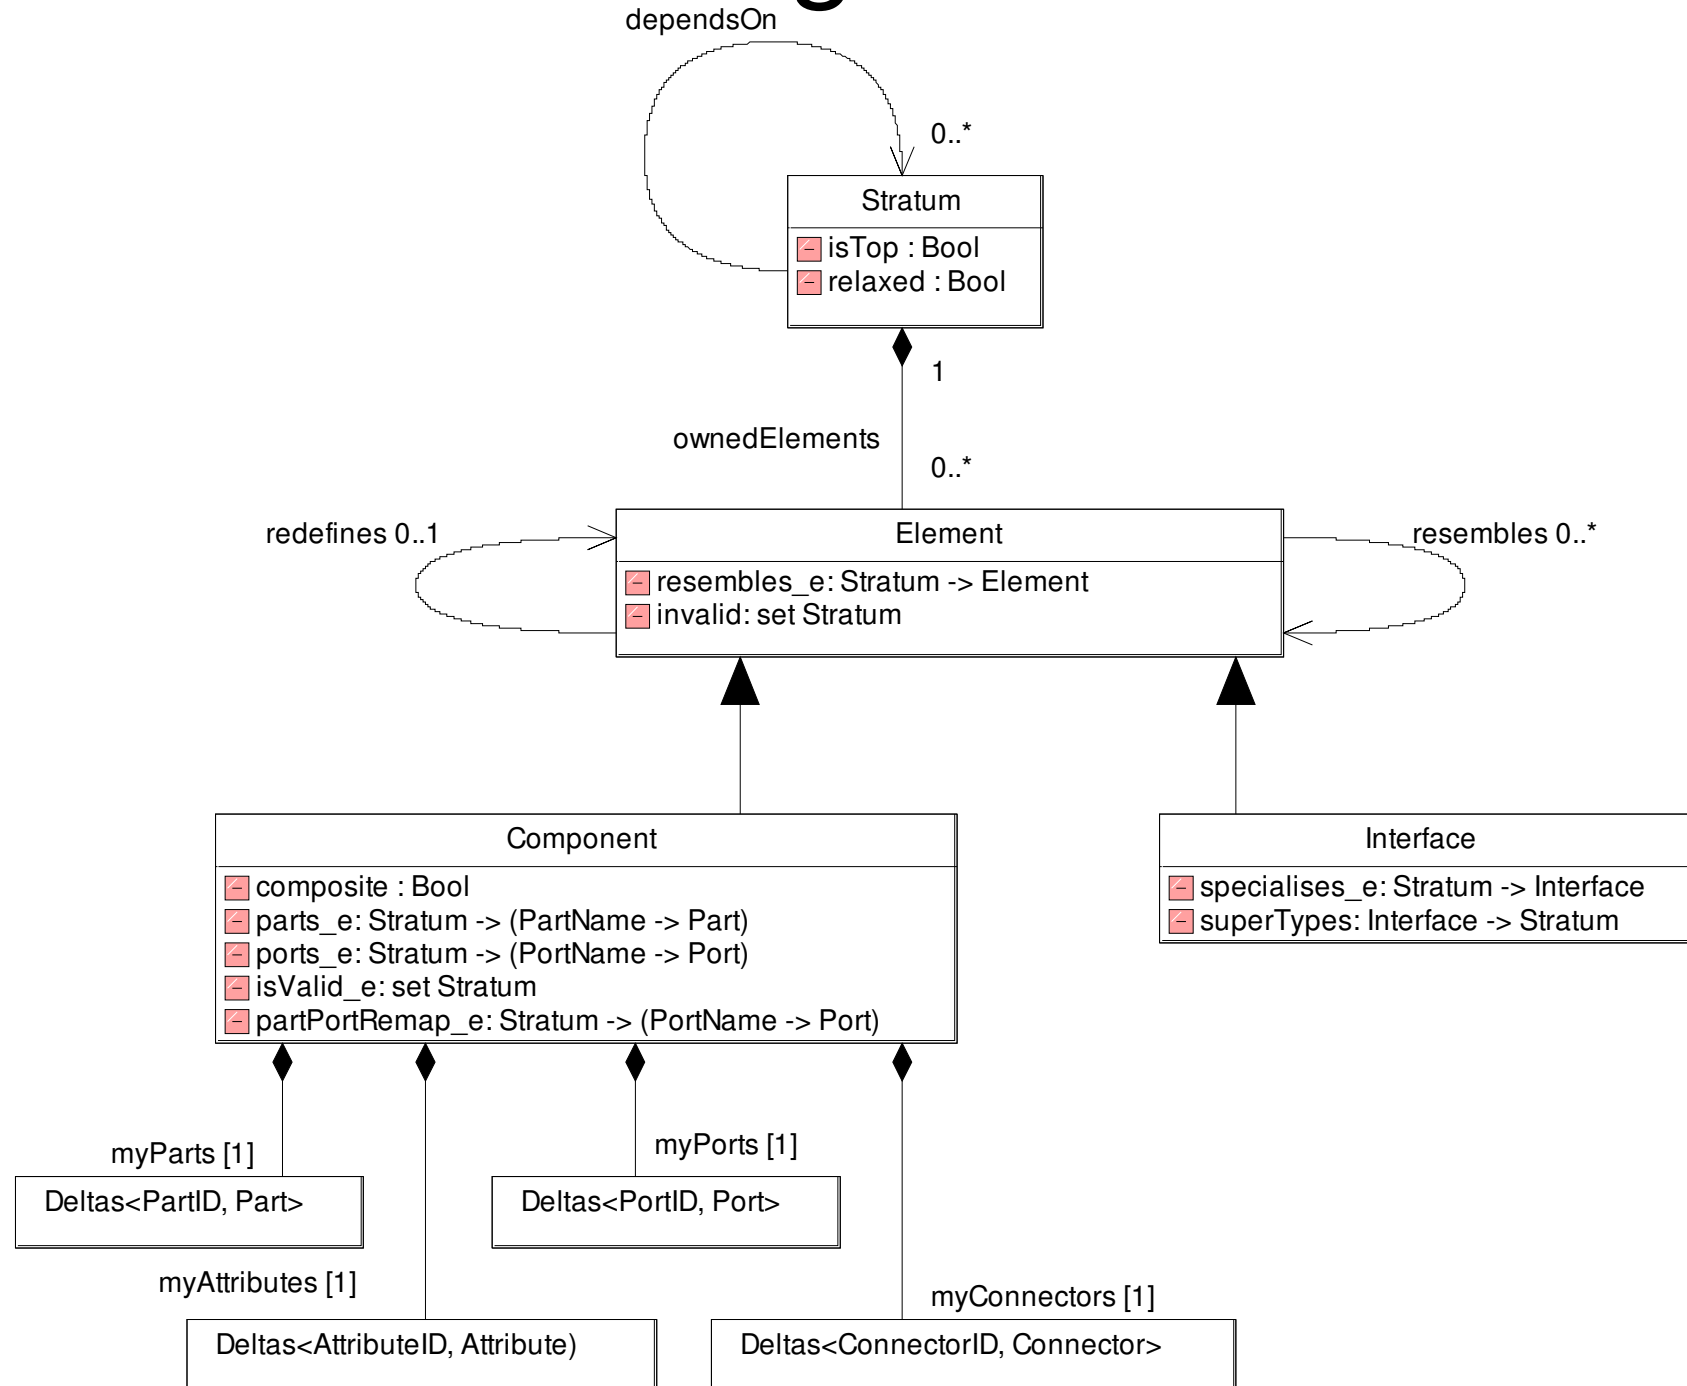 dependsOn
0..*
Stratum
isTop : Bool
relaxed : Bool
1
ownedElements
0..*
redefines 0..1
Element
resembles 0..*
resembles_e: Stratum -> Element
invalid: set Stratum
Component
composite : Bool
parts_e: Stratum -> (PartName -> Part)
ports_e: Stratum -> (PortName -> Port)
isValid_e: set Stratum
partPortRemap_e: Stratum -> (PortName -> Port)
Interface
specialises_e: Stratum -> Interface
superTypes: Interface -> Stratum
myParts [1]
myPorts [1]
Deltas<PartID, Part>
Deltas<PortID, Port>
myAttributes [1]
myConnectors [1]
Deltas<AttributeID, Attribute)
Deltas<ConnectorID, Connector>